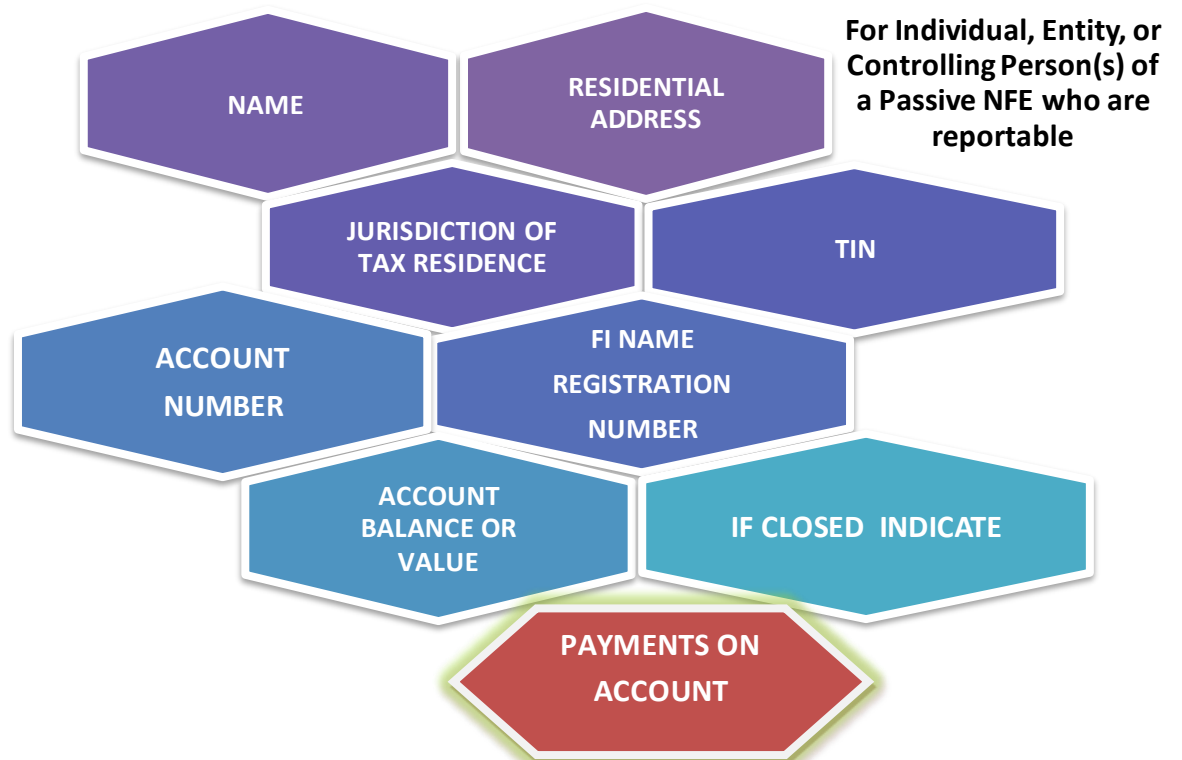 For Individual, Entity, or
Controlling Person(s) of
a Passive NFE who are
reportable
NAME
RESIDENTIAL
ADDRESS
JURISDICTION OF
TAX RESIDENCE
TIN
ACCOUNT
NUMBER
FI NAME
REGISTRATION
NUMBER
ACCOUNT
BALANCE OR
VALUE
IF CLOSED INDICATE
PAYMENTS ON
ACCOUNT